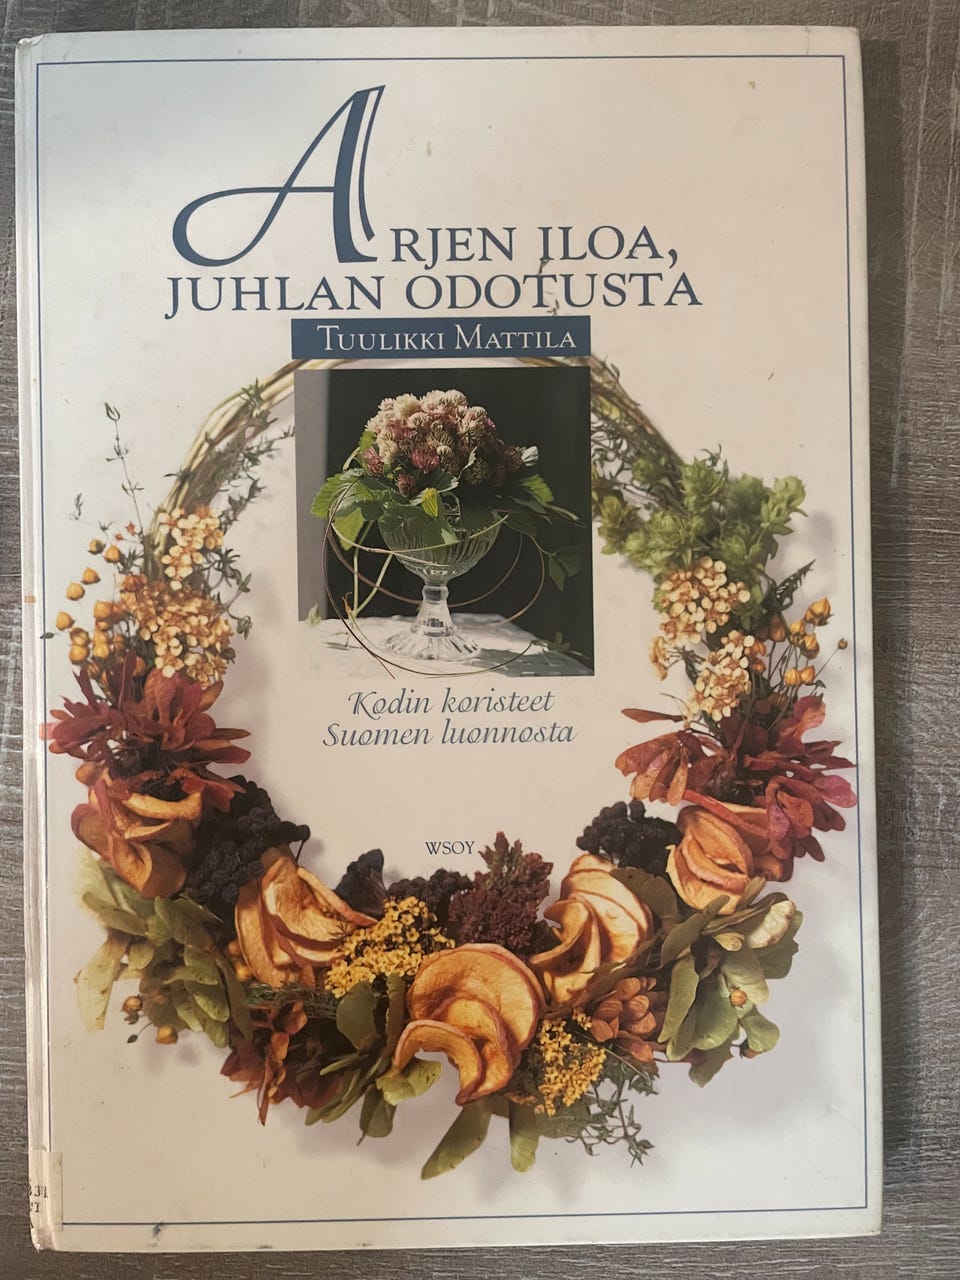 ARJEN ILOA,
JUHLAN ODOTUSTA
TUULIKKI MATTILA
Kodin koristeet
Suomen luonnosta
WSOY